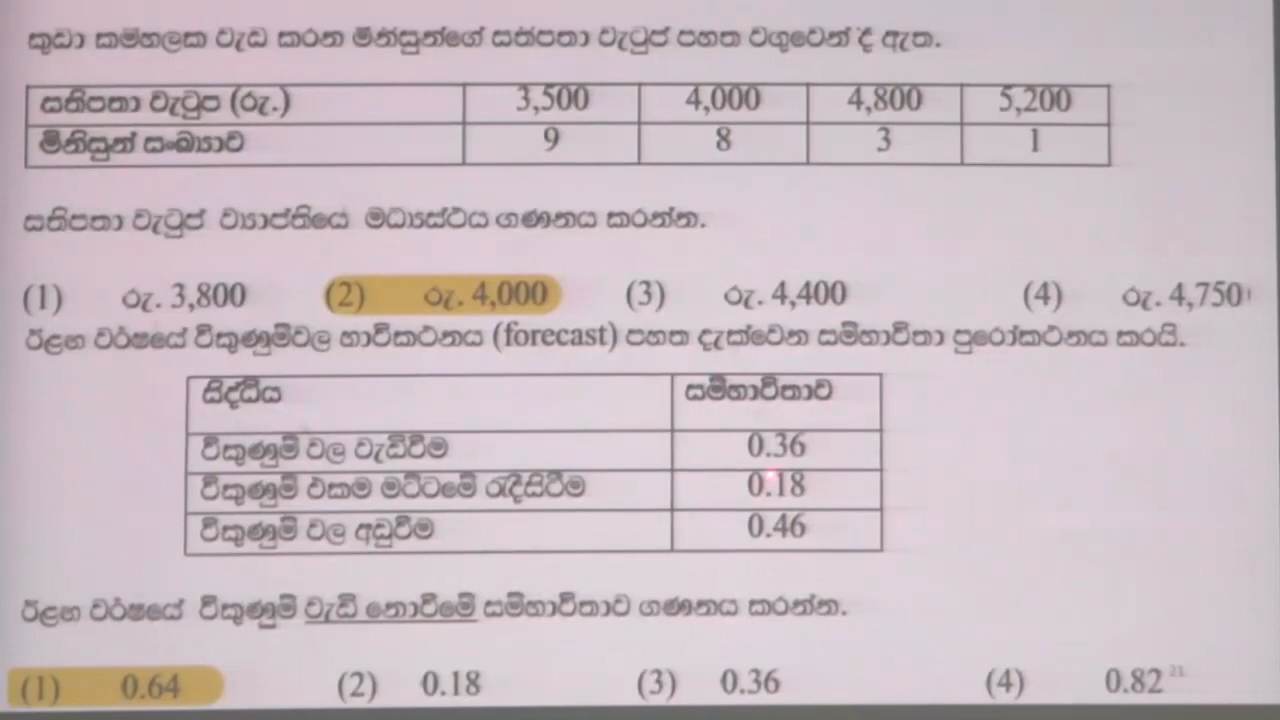 කුඩා කම්හලක වැඩ කරන මිනිසුන්ගේ සතිපතා වැටුප් පහත වගුවෙන් දී ඇත.
සතිපතා වැටුප (රු.) 3,500 4,000 4,800 5,200
මිනිසුන් සංඛ්‍යාව 9 8 3 1
සතිපතා වැටුප් ව්‍යාප්තියේ මධ්‍යස්ථය ගණනය කරන්න.
(1) රු. 3,800 (2) රු. 4,000 (3) රු. 4,400 (4) රු. 4,750
ඊළඟ වර්ෂයේ විකුණුම්වල භාවිකථනය (forecast) පහත දැක්වෙන සම්භාවිතා පුරෝකථනය කරයි.
සිද්ධිය සම්භාවිතාව
විකුණුම් වල වැඩිවීම 0.36
විකුණුම් එකම මට්ටමේ රැඳීසිටීම 0.18
විකුණුම් වල අඩුවීම 0.46
ඊළඟ වර්ෂයේ විකුණුම් වැඩි නොවීමේ සම්භාවිතාව ගණනය කරන්න.
(1) 0.64 (2) 0.18 (3) 0.36 (4) 0.82
21